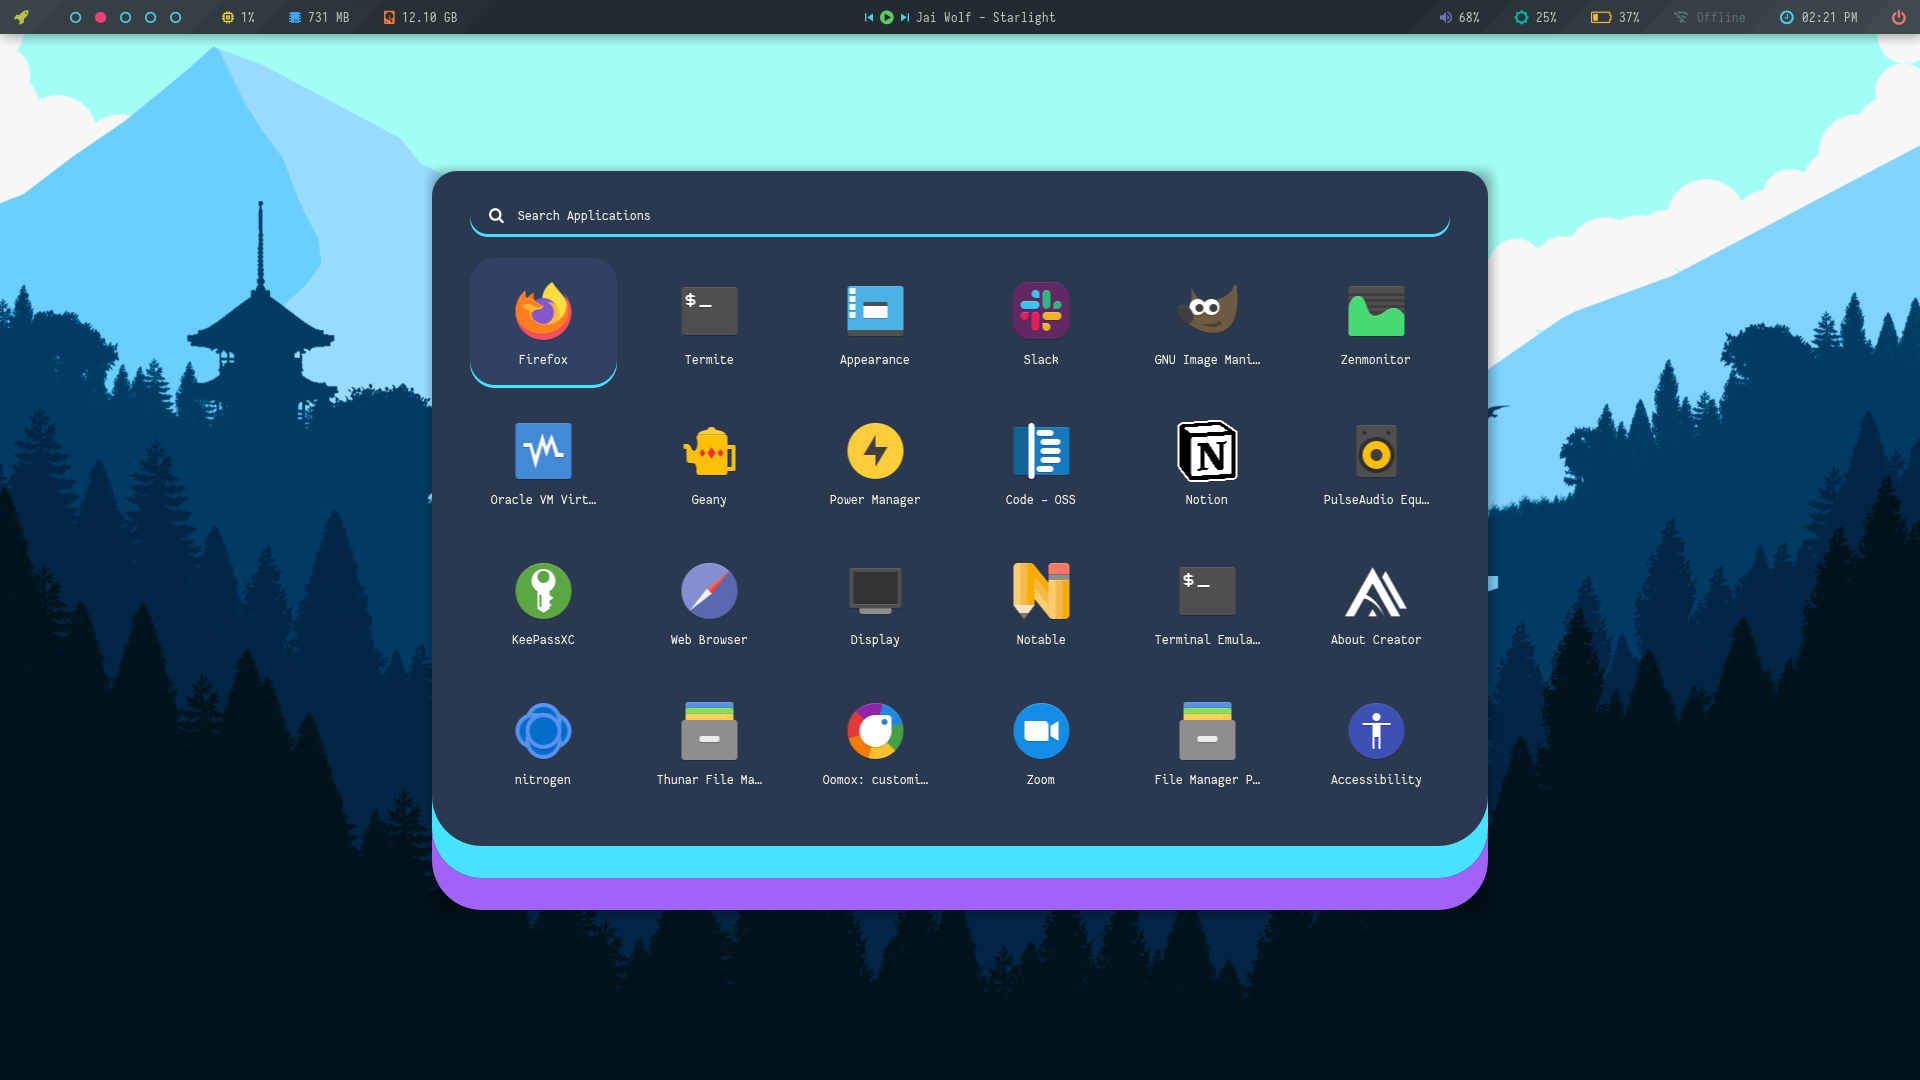 1% 731 MB 12.10 GB Jai Wolf - Starlight 68% 25% 37% Offline 02:21 PM
Search Applications
$_
Firefox Termite Appearance Slack GNU Image Mani… Zenmonitor
N
Oracle VM Virt… Geany Power Manager Code - OSS Notion PulseAudio Equ…
$_
KeePassXC Web Browser Display Notable Terminal Emula… About Creator
nitrogen Thunar File Ma… Oomox: customi… Zoom File Manager P… Accessibility